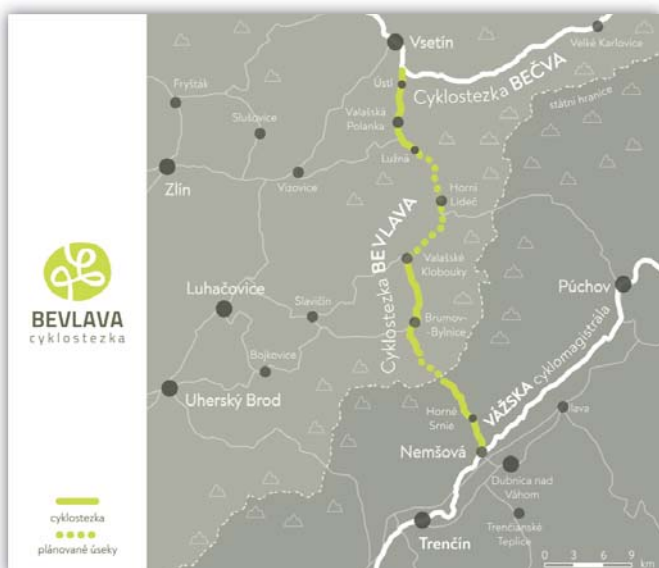 BEVLAVA
cyklostezka
cyklostezka
plánované úseky
Vsetín
Velké Karlovice
Ústí
Cyklostezka BEČVA
státní hranice
Fryšták
Slušovice
Valašská
Polanka
Lužná
Zlín
Vizovice
Horní
Lideč
Cyklostezka BEVLAVA
Valašské
Klobouky
Púchov
Luhačovice
Slavičín
Brumov-
-Bylnice
Bojkovice
Uherský Brod
VÁŽSKA cyklomagistrála
Horné
Srnie
Ilava
Nemšová
Dubnica nad
Váhom
Trenčín
Trenčianské
Teplice
0 3 6 9
km